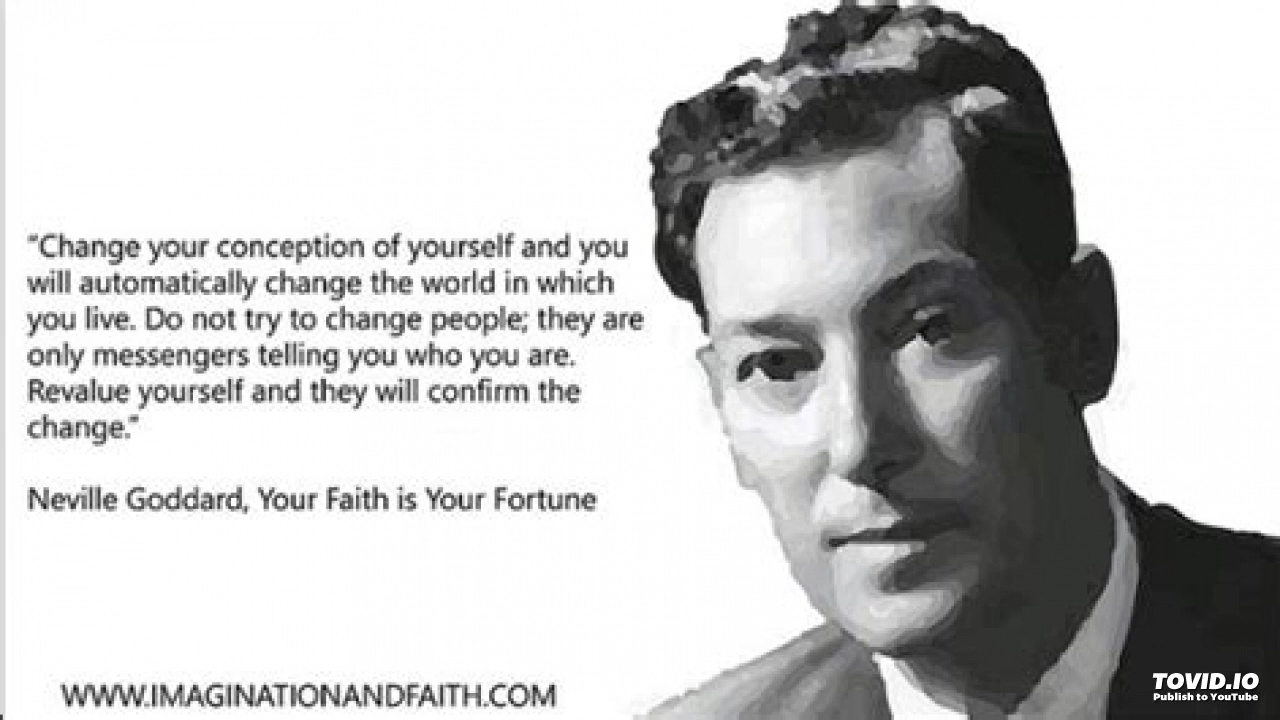 “Change your conception of yourself and you
will automatically change the world in which
you live. Do not try to change people; they are
only messengers telling you who you are.
Revalue yourself and they will confirm the
change.”
Neville Goddard, Your Faith is Your Fortune
WWW.IMAGINATIONANDFAITH.COM
TOVID.IO
Publish to YouTube